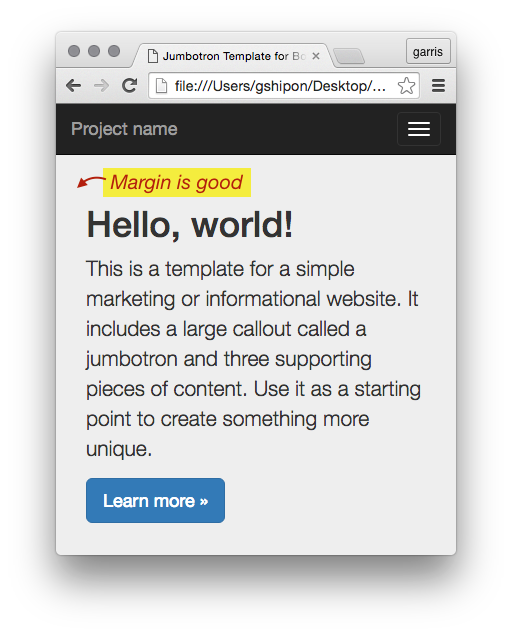 Jumbotron Template for Bo
garris
file:///Users/gshipon/Desktop/...
Project name
Margin is good
Hello, world!
This is a template for a simple
marketing or informational website. It
includes a large callout called a
jumbotron and three supporting
pieces of content. Use it as a starting
point to create something more
unique.
Learn more »